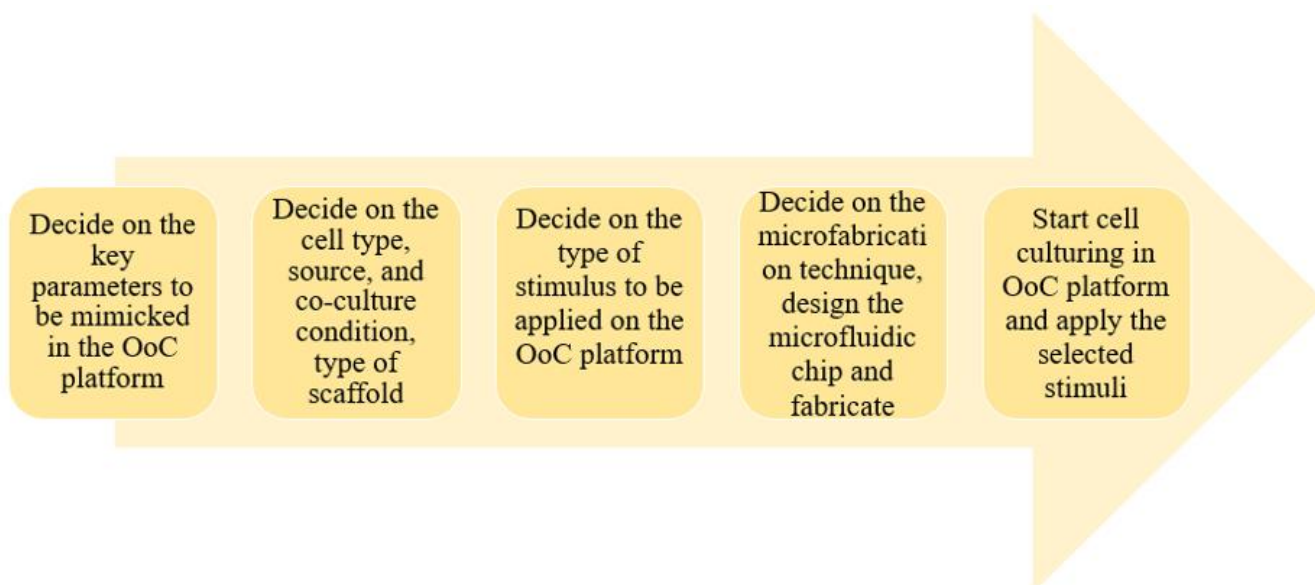 Decide on the
key
parameters to
be mimicked
in the OoC
platform
Decide on the
cell type,
source, and
co-culture
condition,
type of
scaffold
Decide on the
type of
stimulus to be
applied on the
OoC platform
Decide on the
microfabricati
on technique,
design the
microfluidic
chip and
fabricate
Start cell
culturing in
OoC platform
and apply the
selected
stimuli